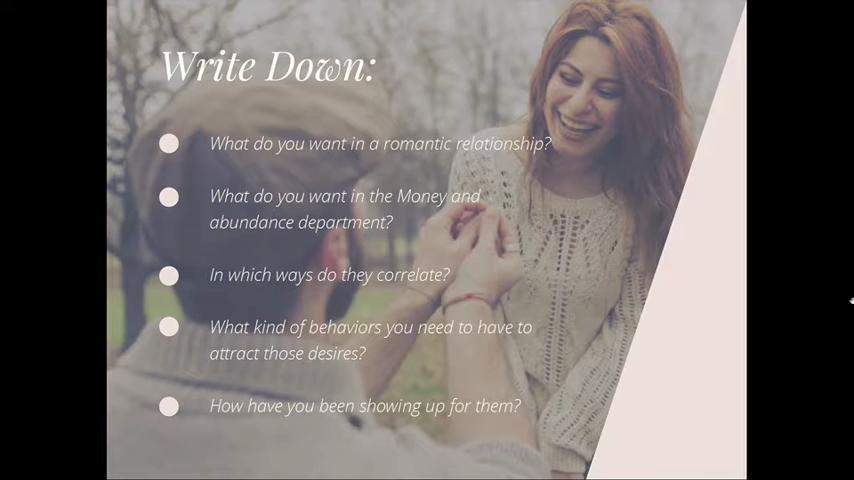 Write Down:
What do you want in a romantic relationship?
What do you want in the Money and
abundance department?
In which ways do they correlate?
What kind of behaviors you need to have to
attract those desires?
How have you been showing up for them?